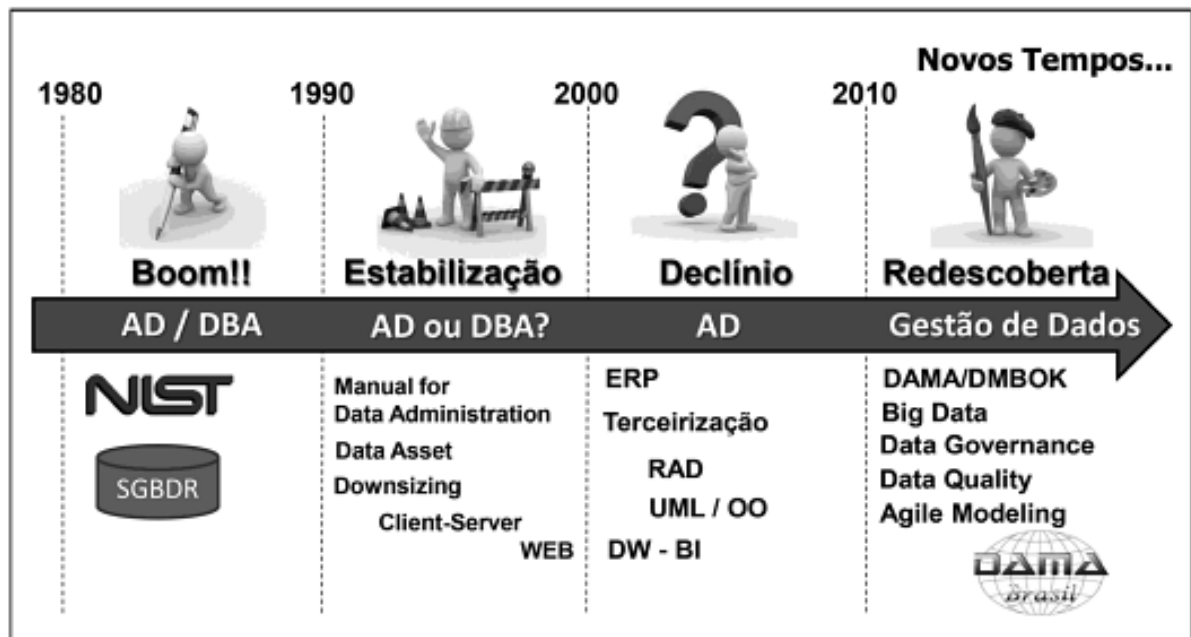 Novos Tempos...
1980
1990
2000
2010
Boom!!
Estabilização
Declínio
Redescoberta
AD / DBA
AD ou DBA?
AD
Gestão de Dados
NIST
SGBDR
Manual for
Data Administration
Data Asset
Downsizing
Client-Server
WEB
ERP
Terceirização
RAD
UML / OO
DW - BI
DAMA/DMBOK
Big Data
Data Governance
Data Quality
Agile Modeling
DAMA
Brasil